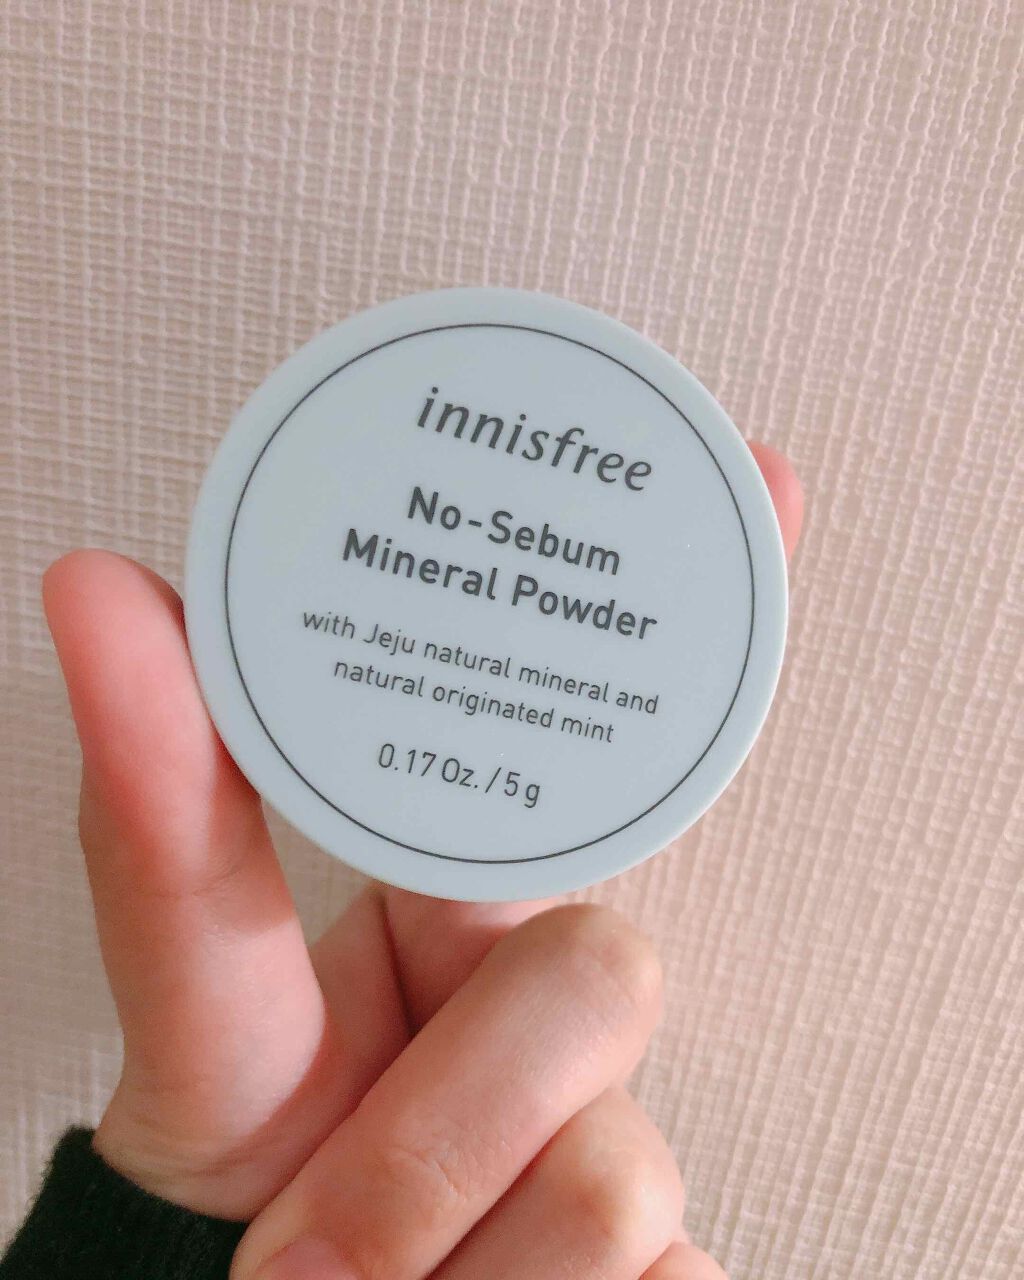 innisfree
No-Sebum
Mineral Powder
with Jeju natural mineral and
natural originated mint
0.17 Oz. / 5 g